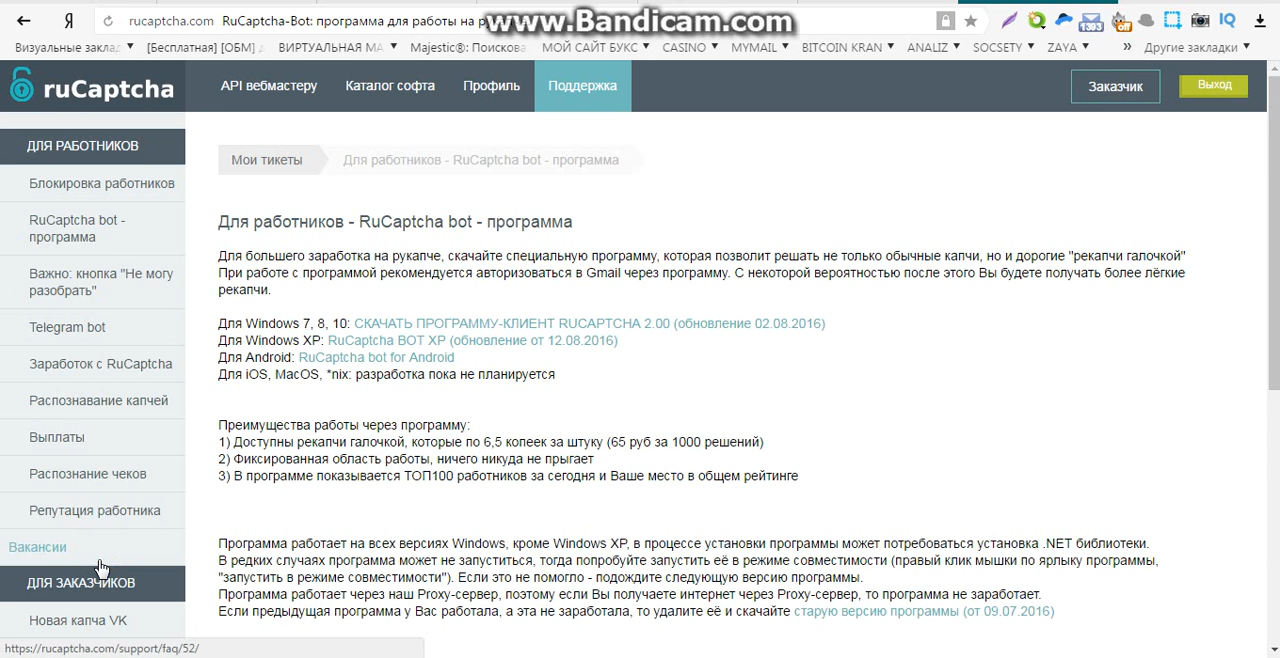 Я
rucaptcha.com RuCaptcha-Bot: программа для работы на
www.Bandicam.com
1393
off
IQ
Визуальные заклад
[Бесплатная] [ОБМ]
ВИРТУАЛЬНАЯ МА
Majestic®: Поискова
МОЙ САЙТ БУКС
CASINO
MYMAIL
BITCOIN KRAN
ANALIZ
SOCSETY
ZAYA
»
Другие закладки
ruCaptcha
API вебмастеру
Каталог софта
Профиль
Поддержка
Заказчик
Выход
ДЛЯ РАБОТНИКОВ
Блокировка работников
RuCaptcha bot -
программа
Важно: кнопка "Не могу
разобрать"
Telegram bot
Заработок с RuCaptcha
Распознавание капчей
Выплаты
Распознание чеков
Репутация работника
Вакансии
ДЛЯ ЗАКАЗЧИКОВ
Новая капча VK
Мои тикеты
Для работников - RuCaptcha bot - программа
Для работников - RuCaptcha bot - программа
Для большего заработка на рукапче, скачайте специальную программу, которая позволит решать не только обычные капчи, но и дорогие "рекапчи галочкой"
При работе с программой рекомендуется авторизоваться в Gmail через программу. С некоторой вероятностью после этого Вы будете получать более лёгкие
рекапчи.
Для Windows 7, 8, 10: СКАЧАТЬ ПРОГРАММУ-КЛИЕНТ RUCAPTCHA 2.00 (обновление 02.08.2016)
Для Windows XP: RuCaptcha BOT XP (обновление от 12.08.2016)
Для Android: RuCaptcha bot for Android
Для iOS, MacOS, *nix: разработка пока не планируется
Преимущества работы через программу:
1) Доступны рекапчи галочкой, которые по 6,5 копеек за штуку (65 руб за 1000 решений)
2) Фиксированная область работы, ничего никуда не прыгает
3) В программе показывается ТОП100 работников за сегодня и Ваше место в общем рейтинге
Программа работает на всех версиях Windows, кроме Windows XP, в процессе установки программы может потребоваться установка .NET библиотеки.
В редких случаях программа может не запуститься, тогда попробуйте запустить её в режиме совместимости (правый клик мышки по ярлыку программы,
"запустить в режиме совместимости"). Если это не помогло - подождите следующую версию программы.
Программа работает через наш Proxy-сервер, поэтому если Вы получаете интернет через Proxy-сервер, то программа не заработает.
Если предыдущая программа у Вас работала, а эта не заработала, то удалите её и скачайте старую версию программы (от 09.07.2016)
https://rucaptcha.com/support/faq/52/